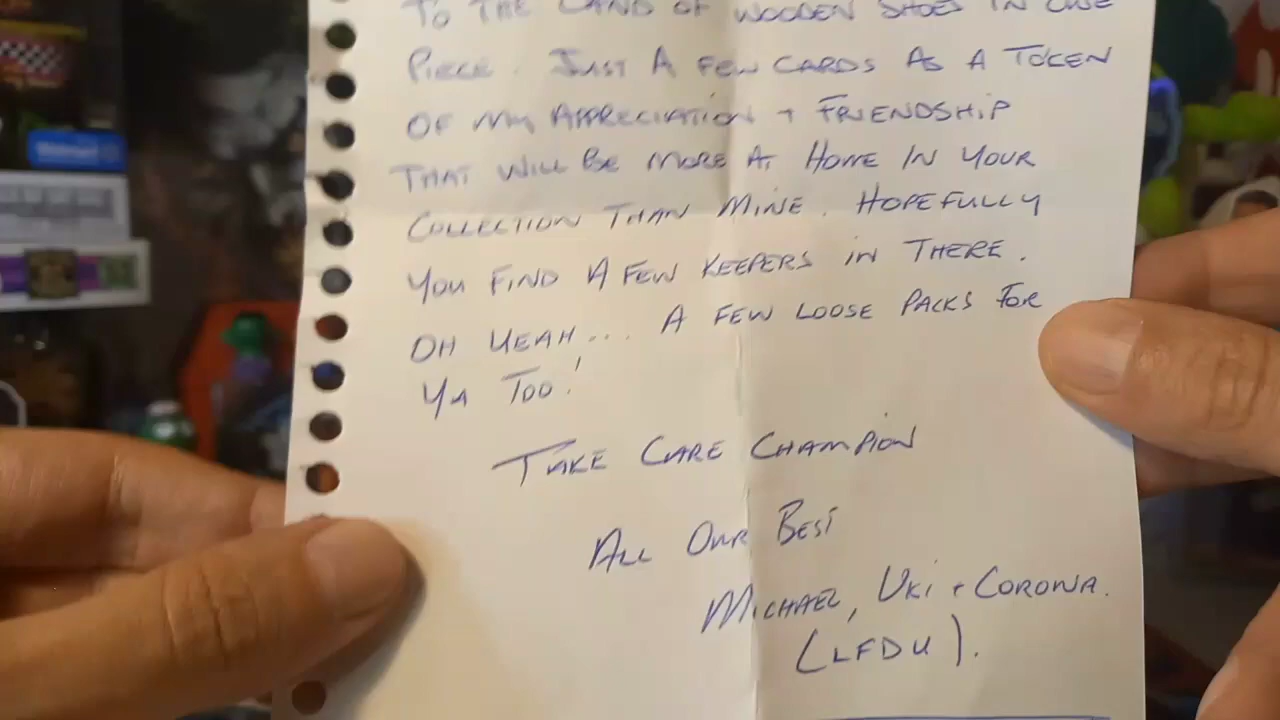 TO THE LAND OF WOODEN SHOES IN ONE
PIECE. JUST A FEW CARDS AS A TOKEN
OF MY APPRECIATION + FRIENDSHIP
THAT WILL BE MORE AT HOME IN YOUR
COLLECTION THAN MINE. HOPEFULLY
YOU FIND A FEW KEEPERS IN THERE.
OH YEAH... A FEW LOOSE PACKS FOR
YA TOO!
TAKE CARE CHAMPION
ALL OUR BEST
MICHAEL, UKI + CORONA.
(LFDU).
Walmart